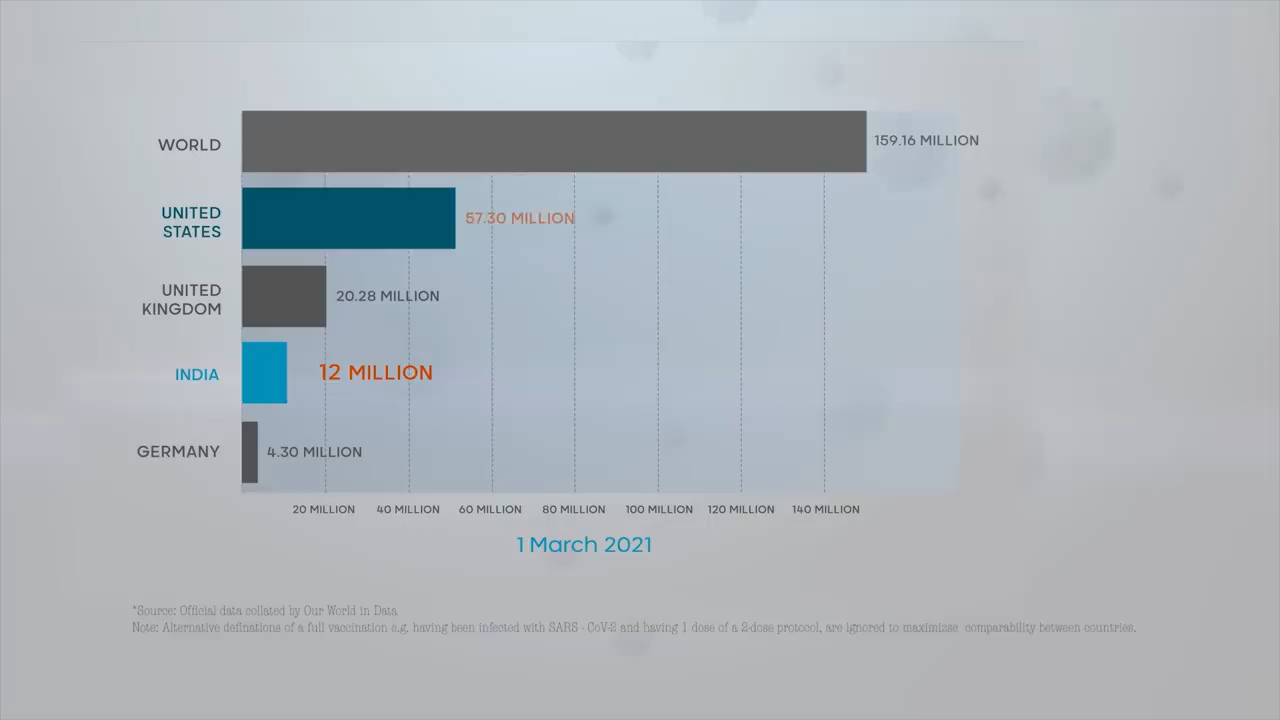 WORLD
159.16 MILLION
UNITED
STATES
57.30 MILLION
UNITED
KINGDOM
20.28 MILLION
INDIA
12 MILLION
GERMANY
4.30 MILLION
20 MILLION 40 MILLION 60 MILLION 80 MILLION 100 MILLION 120 MILLION 140 MILLION
1 March 2021
*Source: Official data collated by Our World in Data
Note: Alternative definations of a full vaccination e.g. having been infected with SARS - CoV-2 and having 1 dose of a 2-dose protocol, are ignored to maximizse comparability between countries.